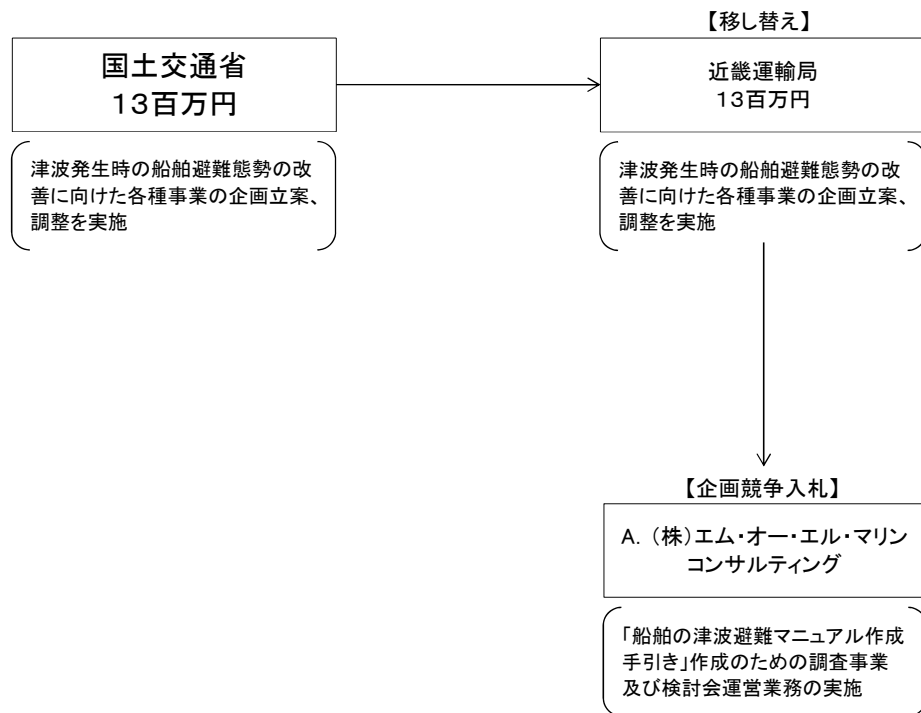 国土交通省
13百万円
津波発生時の船舶避難態勢の改
善に向けた各種事業の企画立案、
調整を実施
【移し替え】
近畿運輸局
13百万円
津波発生時の船舶避難態勢の改
善に向けた各種事業の企画立案、
調整を実施
【企画競争入札】
A. (株)エム・オー・エル・マリン
コンサルティング
「船舶の津波避難マニュアル作成
手引き」作成のための調査事業
及び検討会運営業務の実施